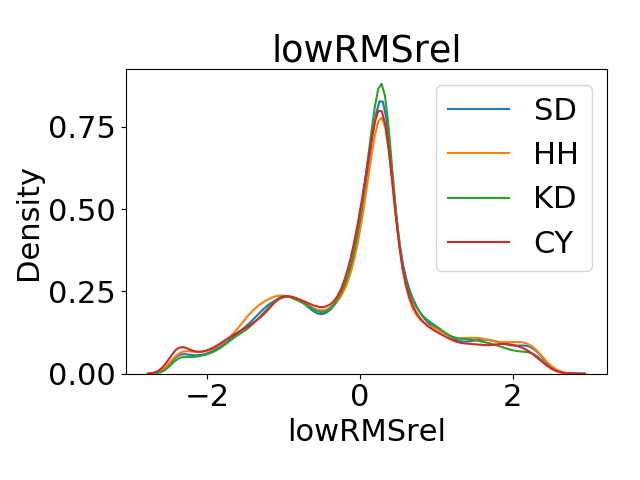 lowRMSrel
SD
HH
KD
CY
Density
0.75
0.50
0.25
0.00
−2
0
2
lowRMSrel